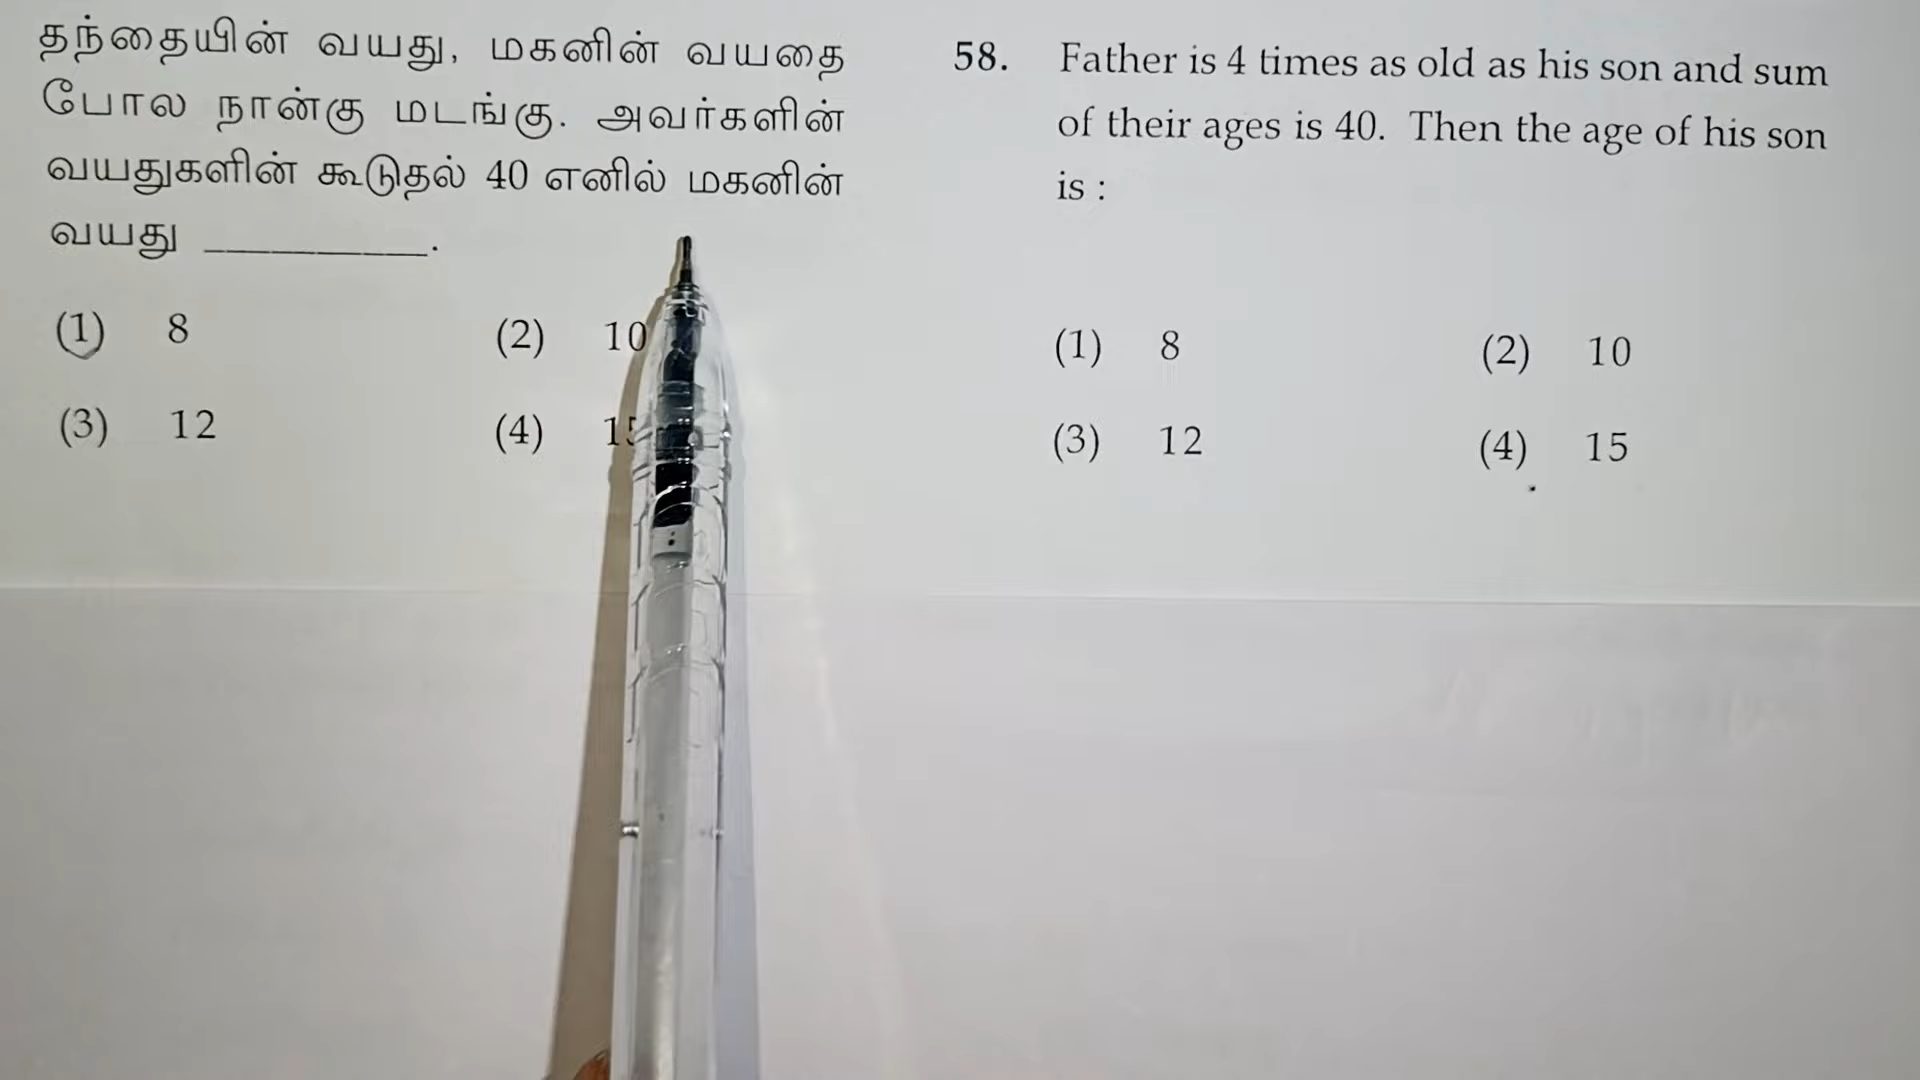 தந்தையின் வயது, மகனின் வயதை
போல நான்கு மடங்கு. அவர்களின்
வயதுகளின் கூடுதல் 40 எனில் மகனின்
வயது ____________.
(1) 8 (2) 10
(3) 12 (4)
58. Father is 4 times as old as his son and sum
of their ages is 40. Then the age of his son
is :
(1) 8 (2) 10
(3) 12 (4) 15